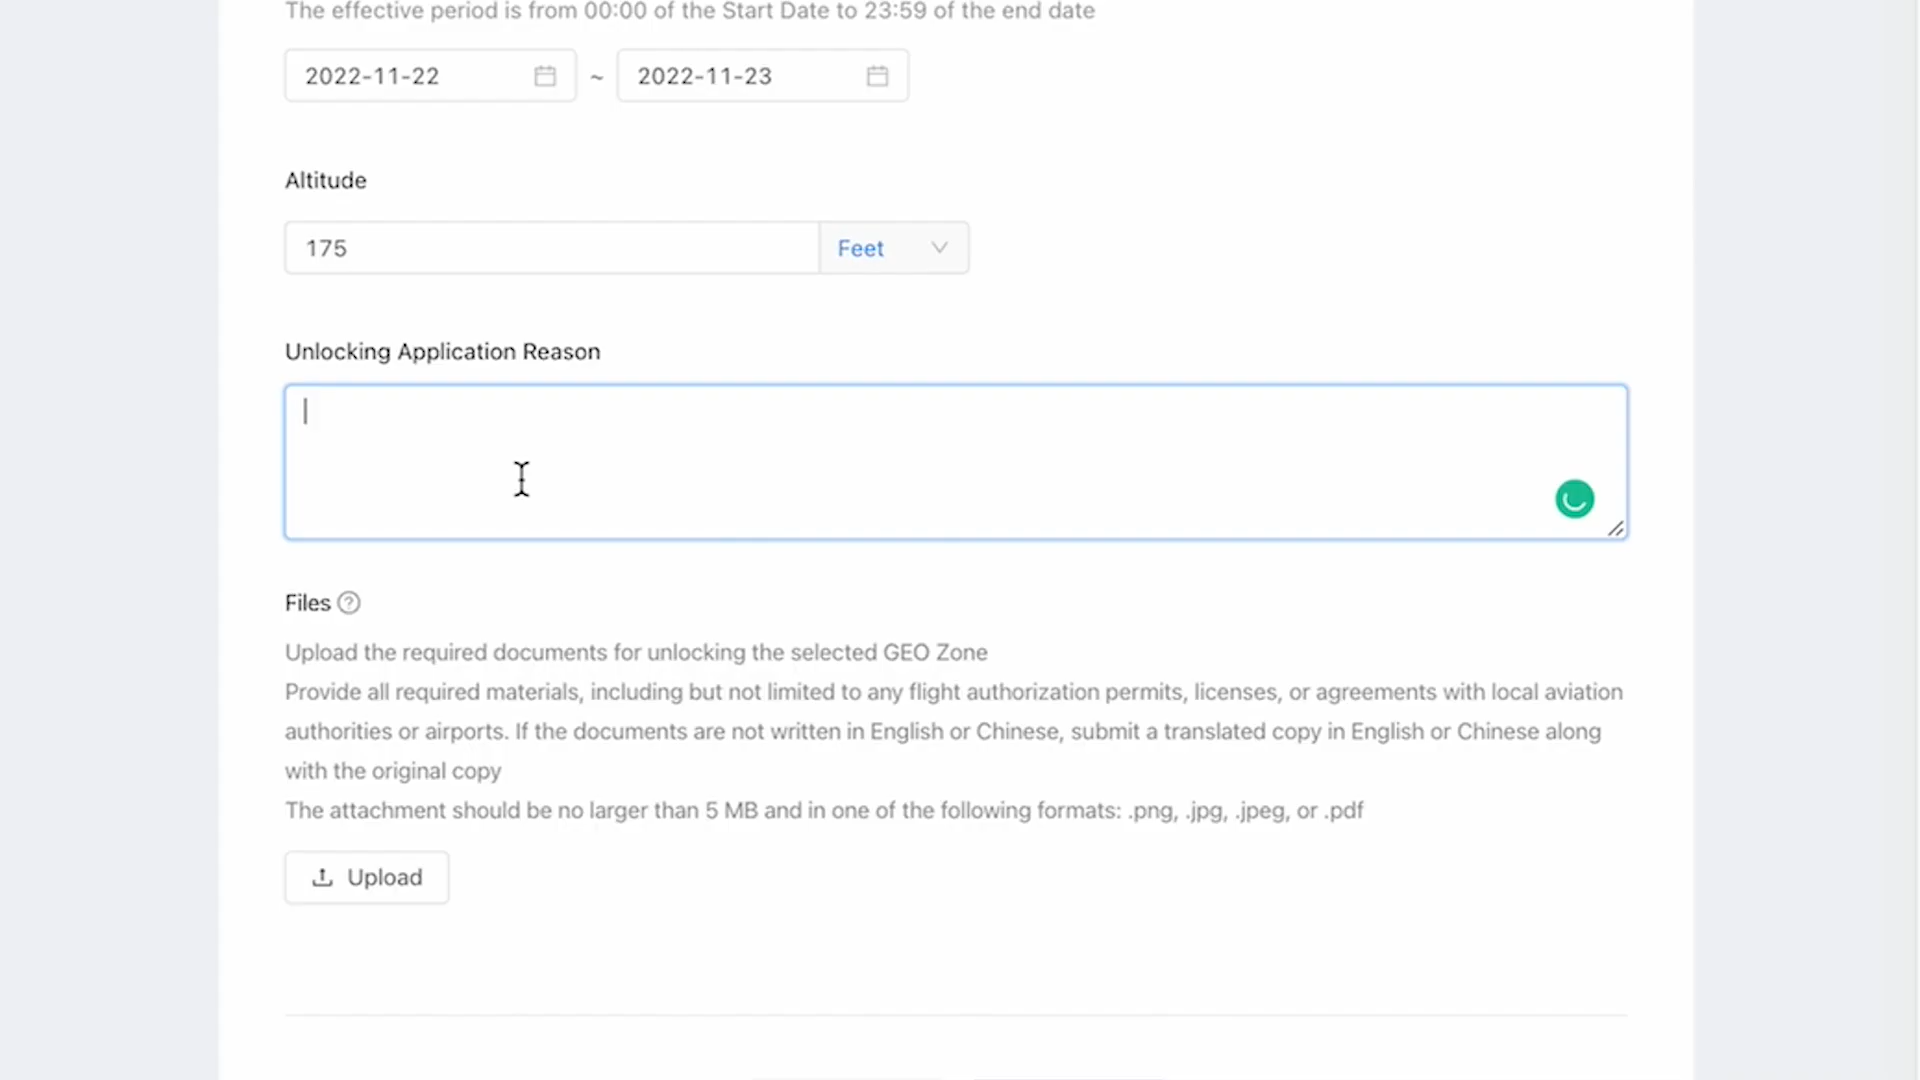 The effective period is from 00:00 of the Start Date to 23:59 of the end date
2022-11-22 ~ 2022-11-23
Altitude
175 Feet
Unlocking Application Reason
Files
Upload the required documents for unlocking the selected GEO Zone
Provide all required materials, including but not limited to any flight authorization permits, licenses, or agreements with local aviation
authorities or airports. If the documents are not written in English or Chinese, submit a translated copy in English or Chinese along
with the original copy
The attachment should be no larger than 5 MB and in one of the following formats: .png, .jpg, .jpeg, or .pdf
Upload